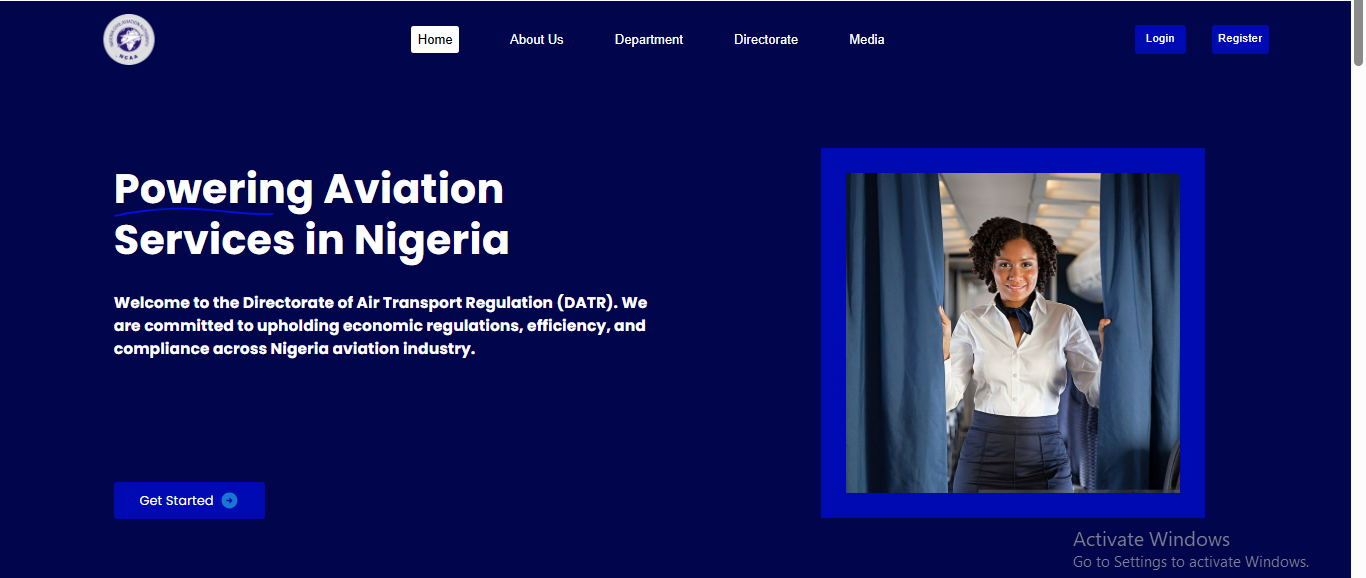 NCAA
Home
About Us
Department
Directorate
Media
Login
Register
Powering Aviation
Services in Nigeria
Welcome to the Directorate of Air Transport Regulation (DATR). We
are committed to upholding economic regulations, efficiency, and
compliance across Nigeria aviation industry.
Get Started
Activate Windows
Go to Settings to activate Windows.